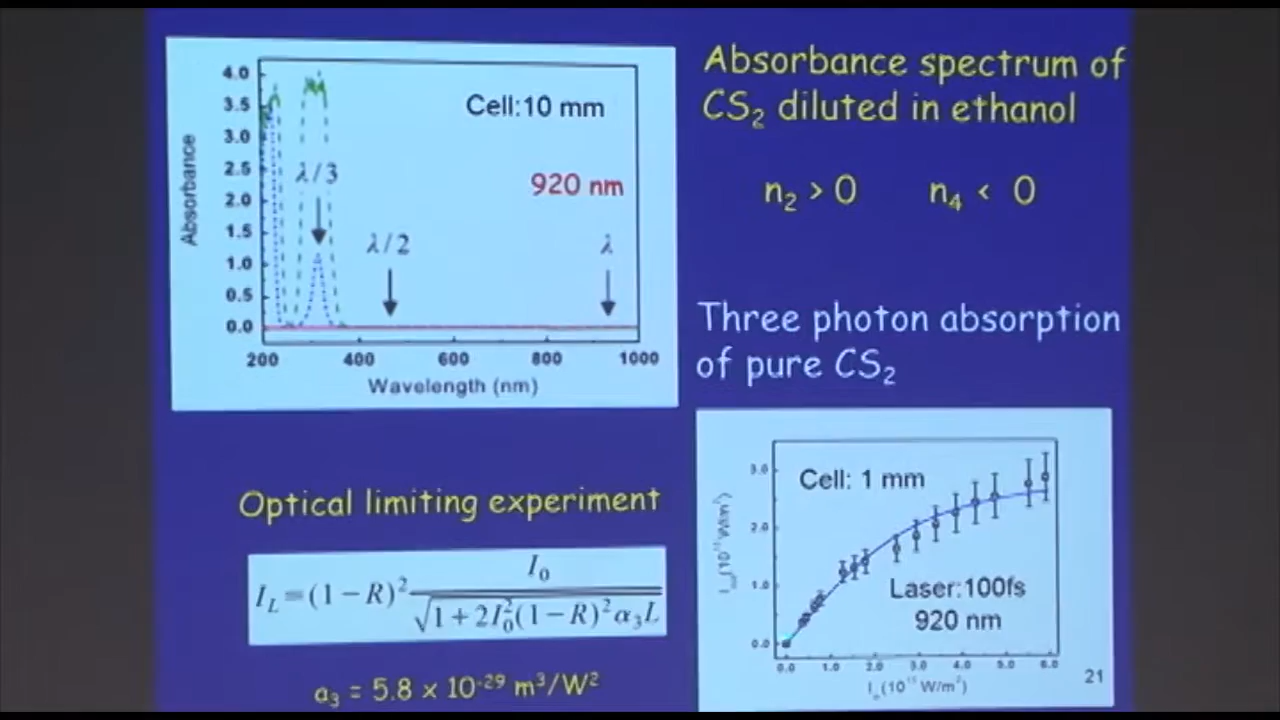 Absorbance spectrum of
CS₂ diluted in ethanol
n₂ > 0 n₄ < 0
Absorbance
4.0
3.5
3.0
2.5
2.0
1.5
1.0
0.5
0.0
Cell:10 mm
920 nm
λ/3
λ/2
λ
200 400 600 800 1000
Wavelength (nm)
Three photon absorption
of pure CS₂
Optical limiting experiment
I_L = (1 − R)² I₀ / √(1 + 2I₀²(1 − R)²α₃L)
α₃ = 5.8 x 10⁻²⁹ m³/W²
3.0
2.0
1.0
0.0
Cell: 1 mm
Laser:100fs
920 nm
0.0 1.0 2.0 3.0 4.0 5.0 6.0
21